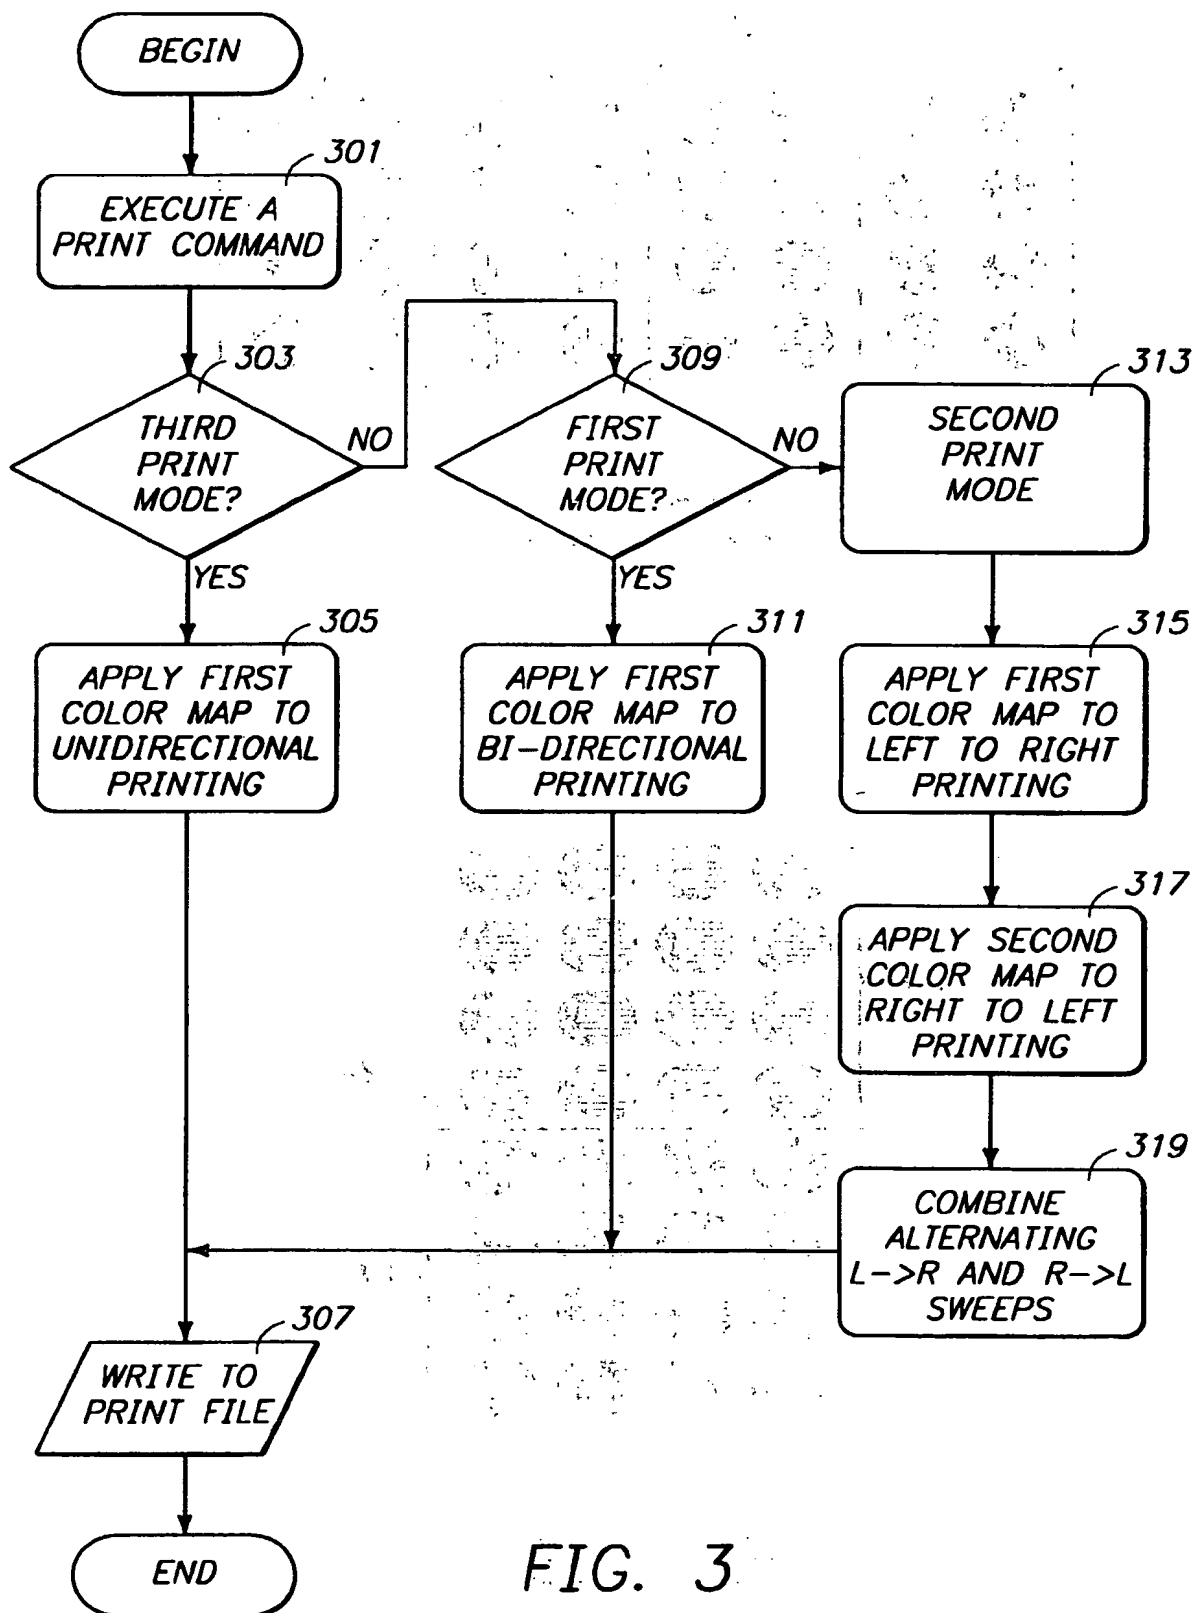 BEGIN
301
EXECUTE A
PRINT COMMAND
303
THIRD
PRINT
MODE?
NO
YES
309
FIRST
PRINT
MODE?
NO
YES
313
SECOND
PRINT
MODE
305
APPLY FIRST
COLOR MAP TO
UNIDIRECTIONAL
PRINTING
311
APPLY FIRST
COLOR MAP TO
BI-DIRECTIONAL
PRINTING
315
APPLY FIRST
COLOR MAP TO
LEFT TO RIGHT
PRINTING
317
APPLY SECOND
COLOR MAP TO
RIGHT TO LEFT
PRINTING
319
COMBINE
ALTERNATING
L->R AND R->L
SWEEPS
307
WRITE TO
PRINT FILE
END
FIG. 3